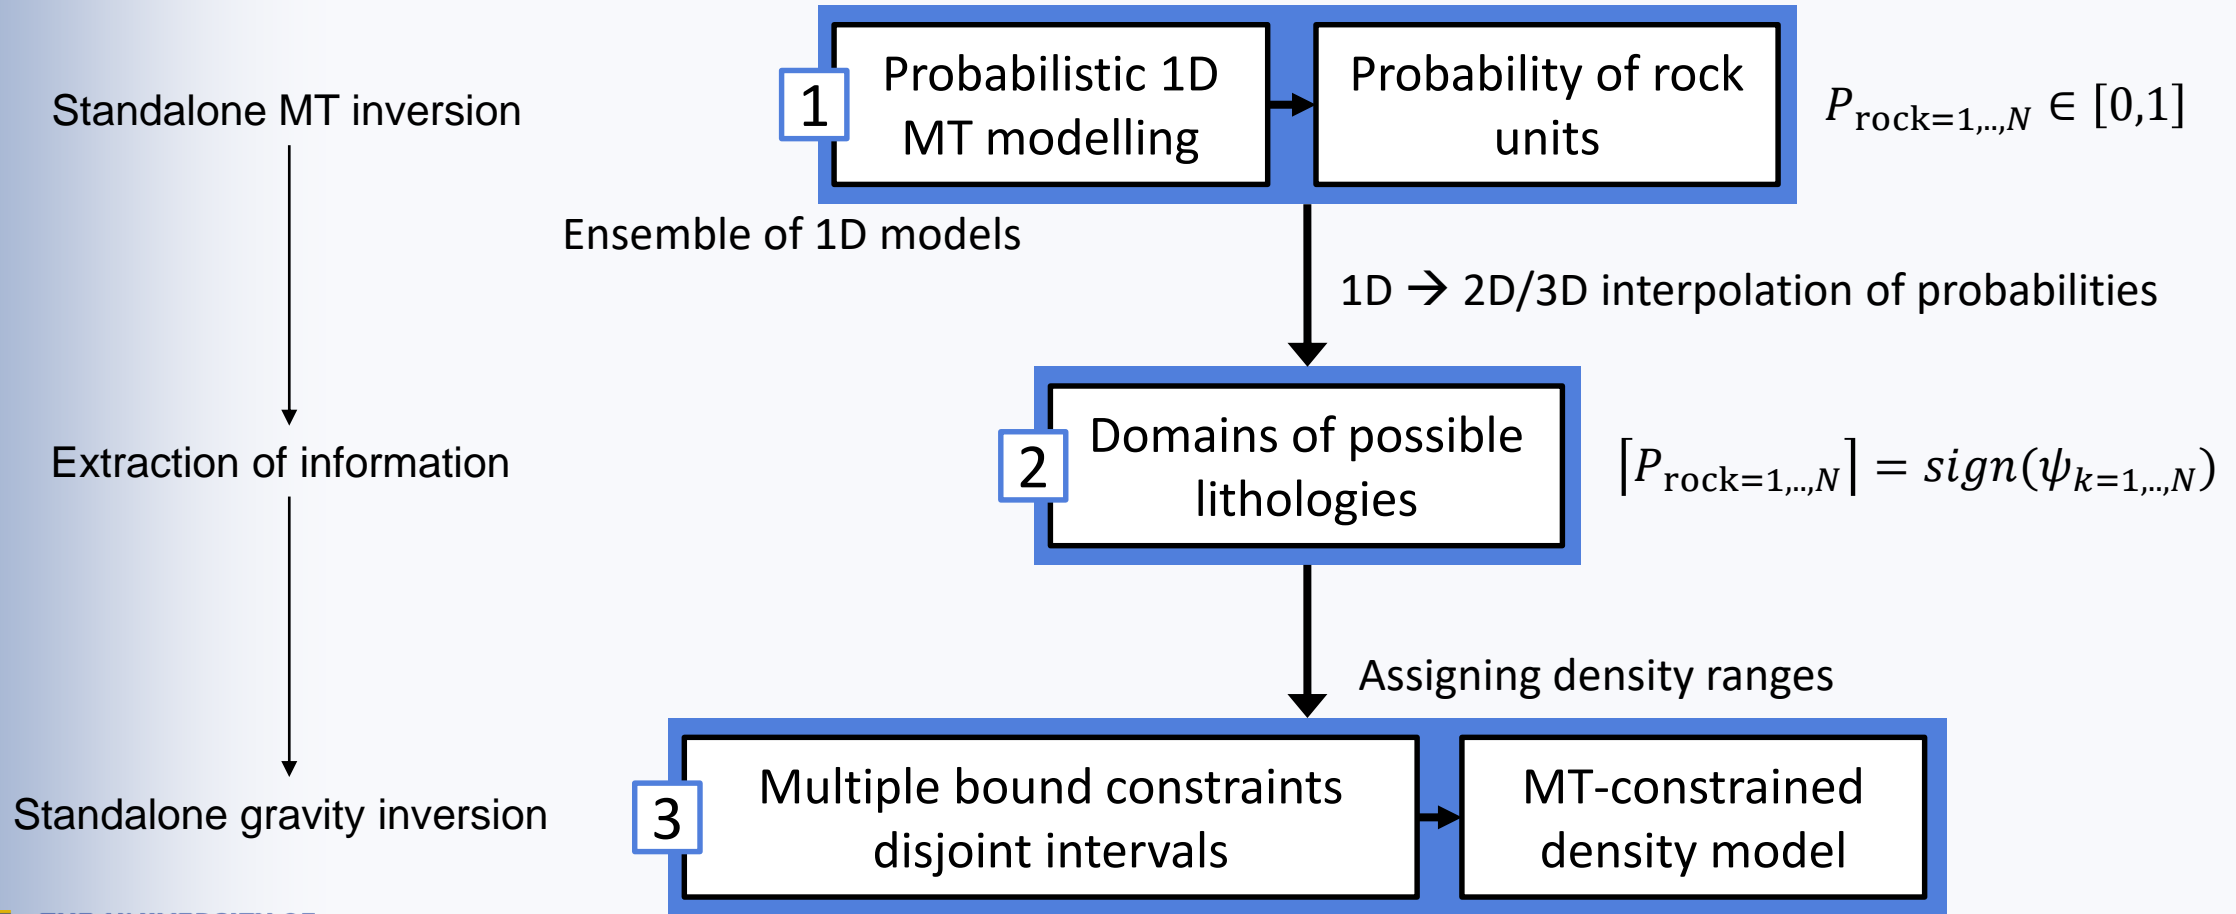 Standalone MT inversion
1
Probabilistic 1D
MT modelling
Probability of rock
units
P_rock=1,..,N ∈ [0,1]
Ensemble of 1D models
1D → 2D/3D interpolation of probabilities
Extraction of information
2
Domains of possible
lithologies
⌈P_rock=1,..,N⌉ = sign(ψ_k=1,..,N)
Assigning density ranges
Standalone gravity inversion
3
Multiple bound constraints
disjoint intervals
MT-constrained
density model